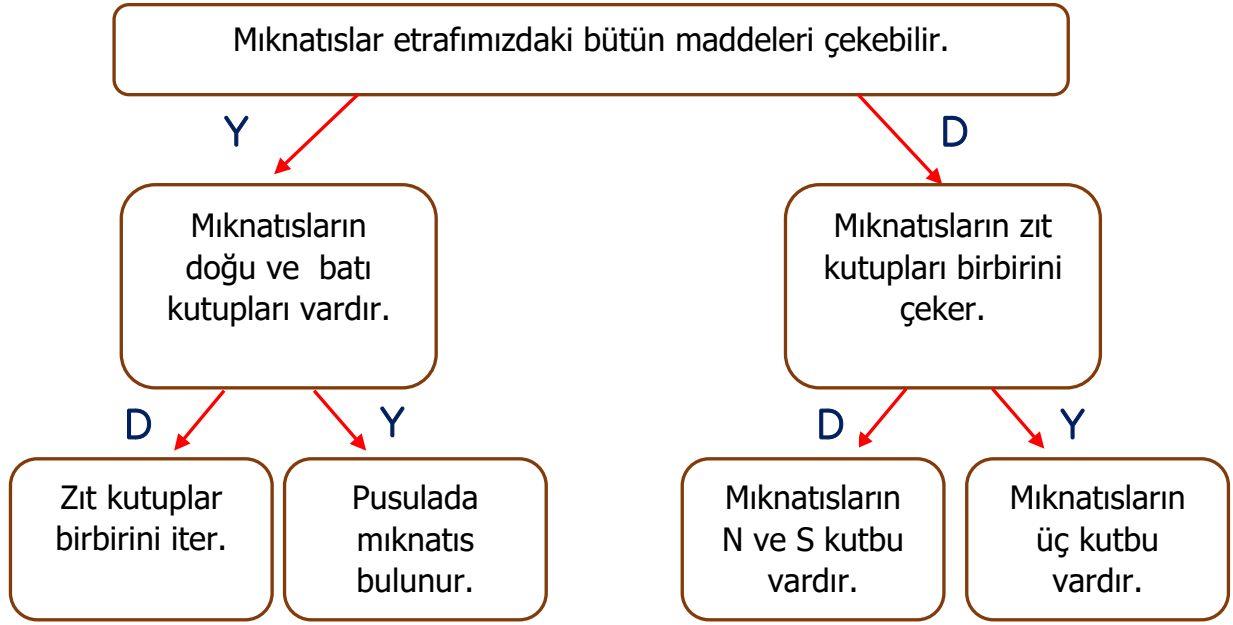 Mıknatıslar etrafımızdaki bütün maddeleri çekebilir.
Y
D
Mıknatısların
doğu ve batı
kutupları vardır.
Mıknatısların zıt
kutupları birbirini
çeker.
D
Y
D
Y
Zıt kutuplar
birbirini iter.
Pusulada
mıknatıs
bulunur.
Mıknatısların
N ve S kutbu
vardır.
Mıknatısların
üç kutbu
vardır.